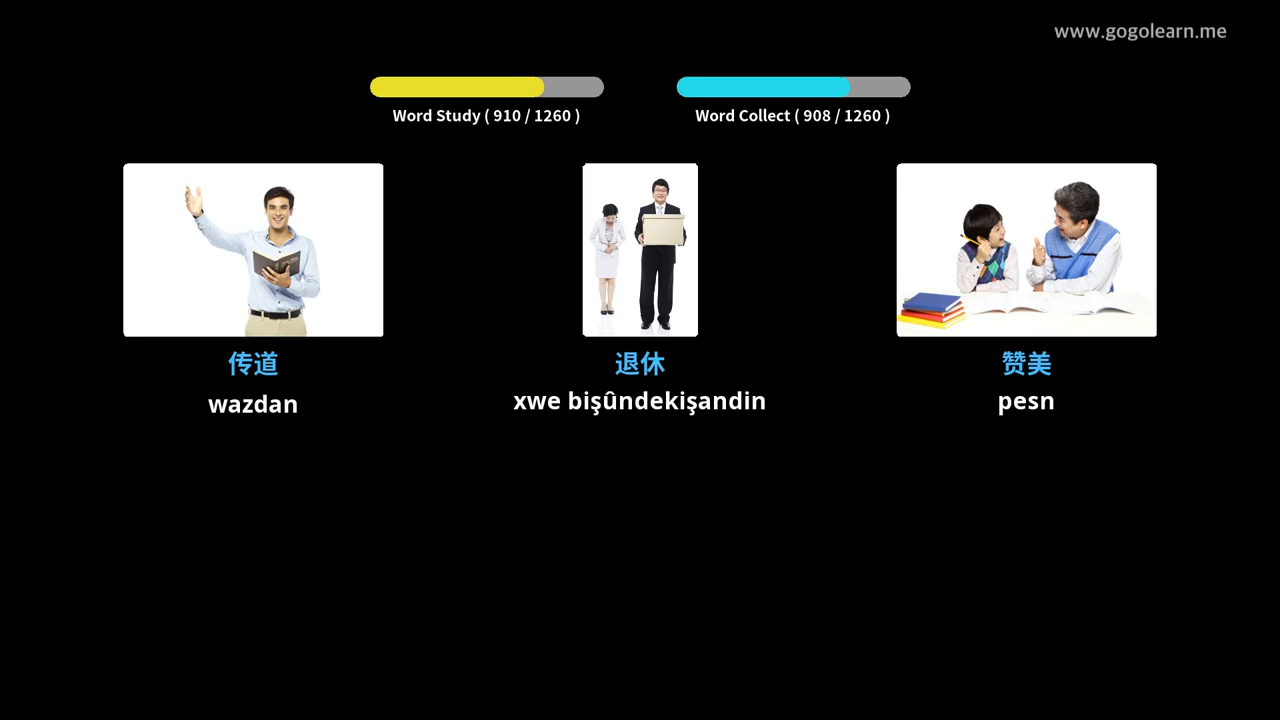 www.gogolearn.me
Word Study ( 910 / 1260 )
Word Collect ( 908 / 1260 )
传道
退休
赞美
wazdan
xwe bişûndekişandin
pesn